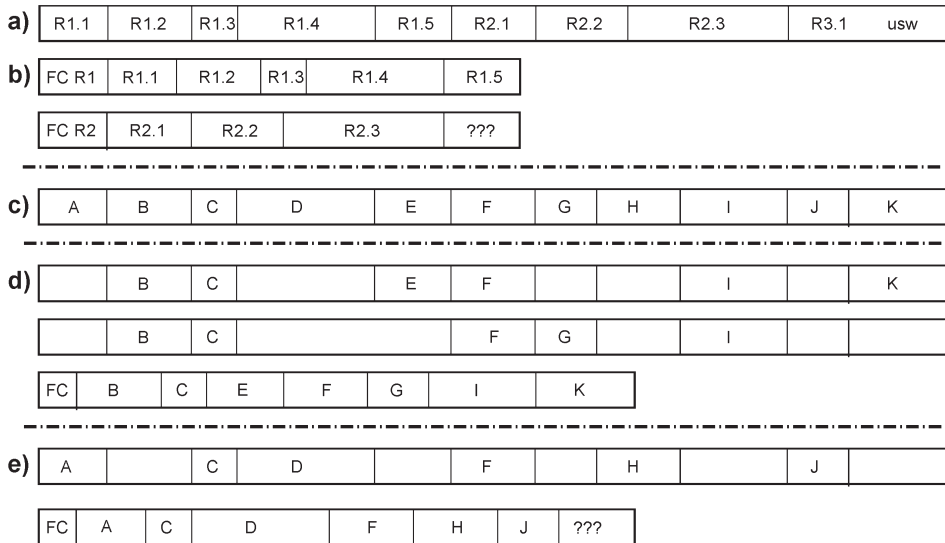 a) R1.1 R1.2 R1.3 R1.4 R1.5 R2.1 R2.2 R2.3 R3.1 usw
b) FC R1 R1.1 R1.2 R1.3 R1.4 R1.5
FC R2 R2.1 R2.2 R2.3 ???
c) A B C D E F G H I J K
d) B C E F I K
B C F G I
FC B C E F G I K
e) A C D F H J
FC A C D F H J ???